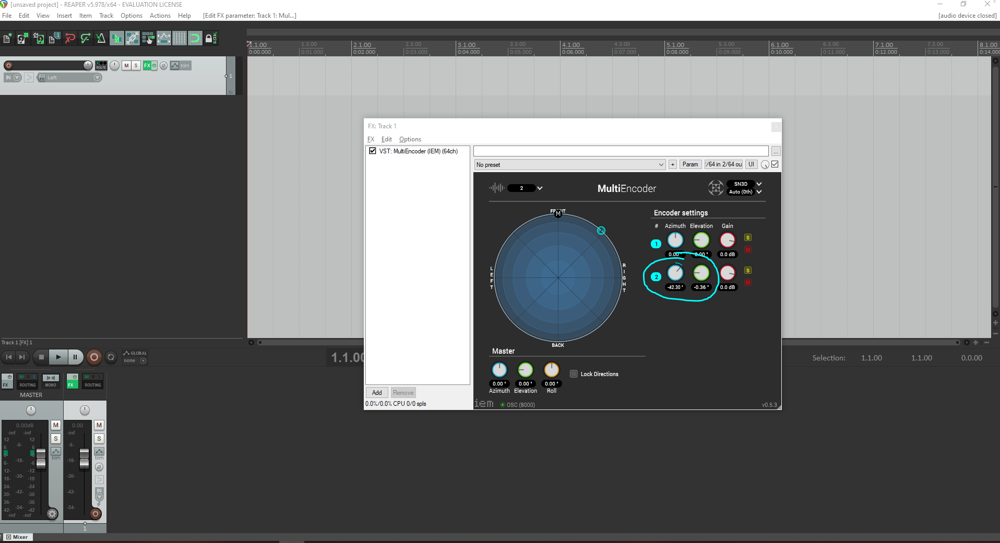 [unsaved project] - REAPER v5.978/x64 - EVALUATION LICENSE
File Edit View Insert Item Track Options Actions Help [Edit FX parameter: Track 1: Mul...] [audio device closed]
1.1.00 1.3.00 2.1.00 2.3.00 3.1.00 3.3.00 4.1.00 4.3.00 5.1.00 5.3.00 6.1.00 6.3.00 7.1.00 7.3.00 8.1.00
0:00.000 0:01.000 0:02.000 0:03.000 0:04.000 0:05.000 0:06.000 0:07.000 0:08.000 0:09.000 0:10.000 0:11.000 0:12.000 0:13.000 0:14.000
ROUTE M S FX trim
IN IN FX Left 1
FX: Track 1
FX Edit Options
VST: MultiEncoder (IEM) (64ch) ...
No preset + Param 2/64 ou UI
2 MultiEncoder SN3D
Auto (0th)
FRONT M 2 LEFT RIGHT BACK
Encoder settings
# Azimuth Elevation Gain
1 S
M
0.00° 0.00° 0.0 dB
2 S
M
-42.30° -0.36° 0.0 dB
Master
0.00° 0.00° 0.00° Lock Directions
Azimuth Elevation Roll
Add Remove
0.0%/0.0% CPU 0/0 spls
iem OSC (8000) v0.5.3
Track 1 [FX] 1
GLOBAL
none
1.1.00 Selection: 1.1.00 1.1.00 0.0.00
FX M R S ROUTING MONO FX M R S ROUTING
MASTER
0.00dB M 0.00 M
-inf -inf -inf
12 12 S S
6 -6- 6 -6-
trim trim
6- -18- -6 -18-
12- -12
18- -30- -18 -30-
24- -24
30- -42- -30 -42- IN
36- -36
42- -54- -42 -54-
-inf -inf
1
Mixer